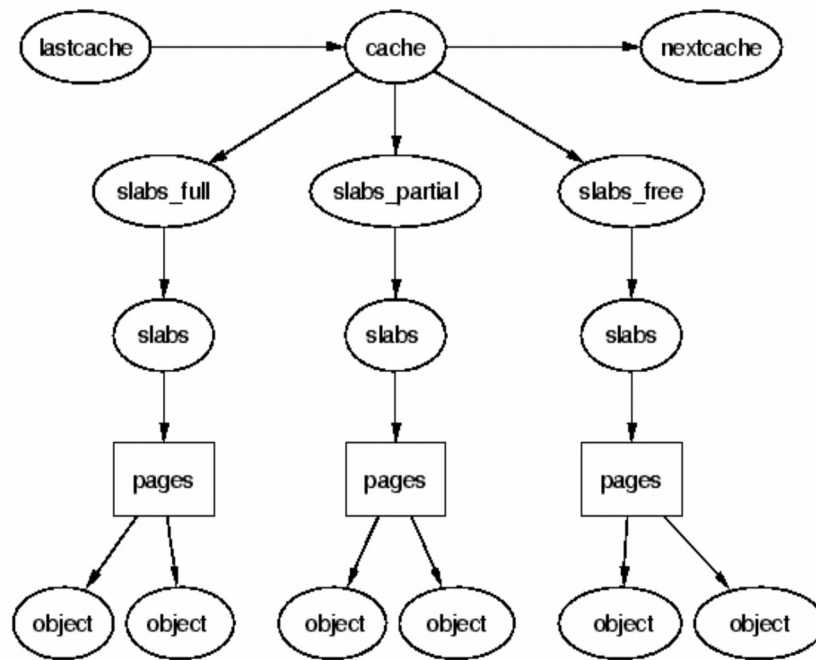 lastcache cache nextcache
slabs_full slabs_partial slabs_free
slabs slabs slabs
pages pages pages
object object object object object object